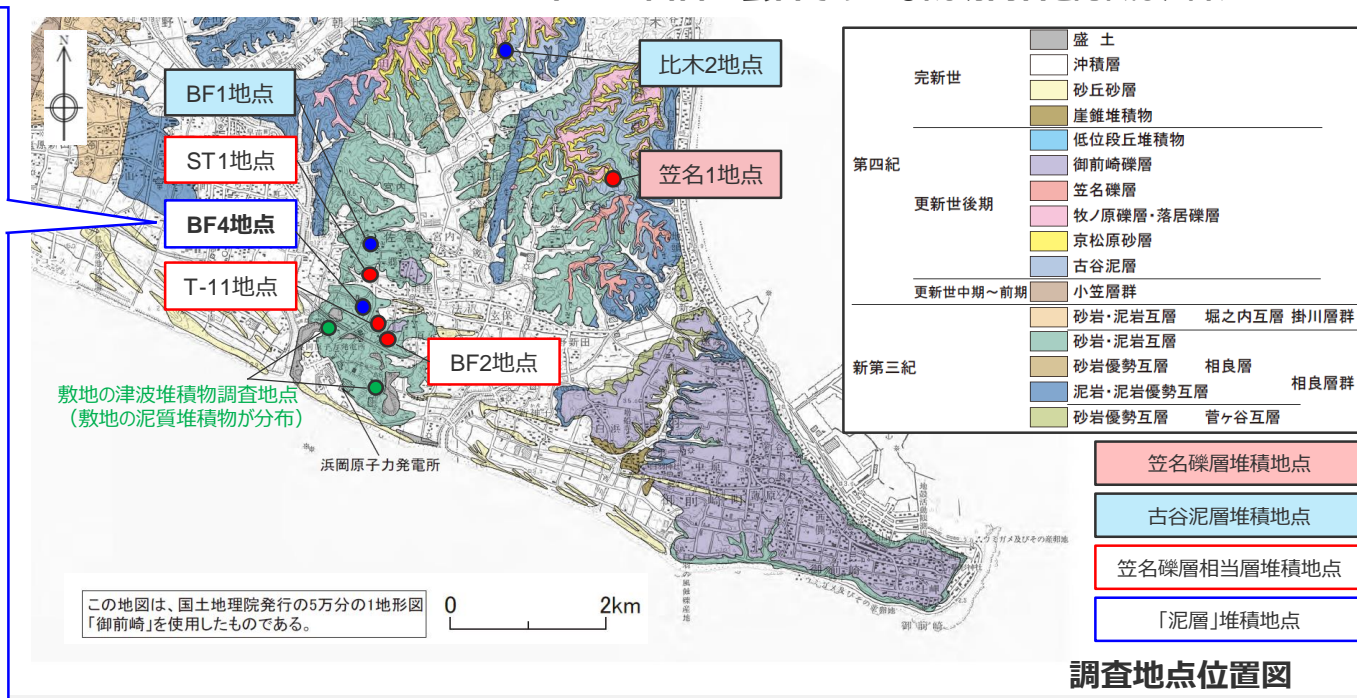 N
BF1地点
ST1地点
BF4地点
T-11地点
比木2地点
笠名1地点
BF2地点
敷地の津波堆積物調査地点
(敷地の泥質堆積物が分布)
浜岡原子力発電所
ウミガメ及びその産卵地
御前崎
この地図は、国土地理院発行の5万分の1地形図
「御前崎」を使用したものである。
0 2km
第四紀
完新世
盛 土
沖積層
砂丘砂層
崖錐堆積物
更新世後期
低位段丘堆積物
御前崎礫層
笠名礫層
牧ノ原礫層・落居礫層
京松原砂層
古谷泥層
更新世中期~前期 小笠層群
新第三紀
砂岩・泥岩互層 堀之内互層 掛川層群
砂岩・泥岩互層
砂岩優勢互層 相良層
泥岩・泥岩優勢互層 相良層群
砂岩優勢互層 菅ヶ谷互層
笠名礫層堆積地点
古谷泥層堆積地点
笠名礫層相当層堆積地点
「泥層」堆積地点
調査地点位置図